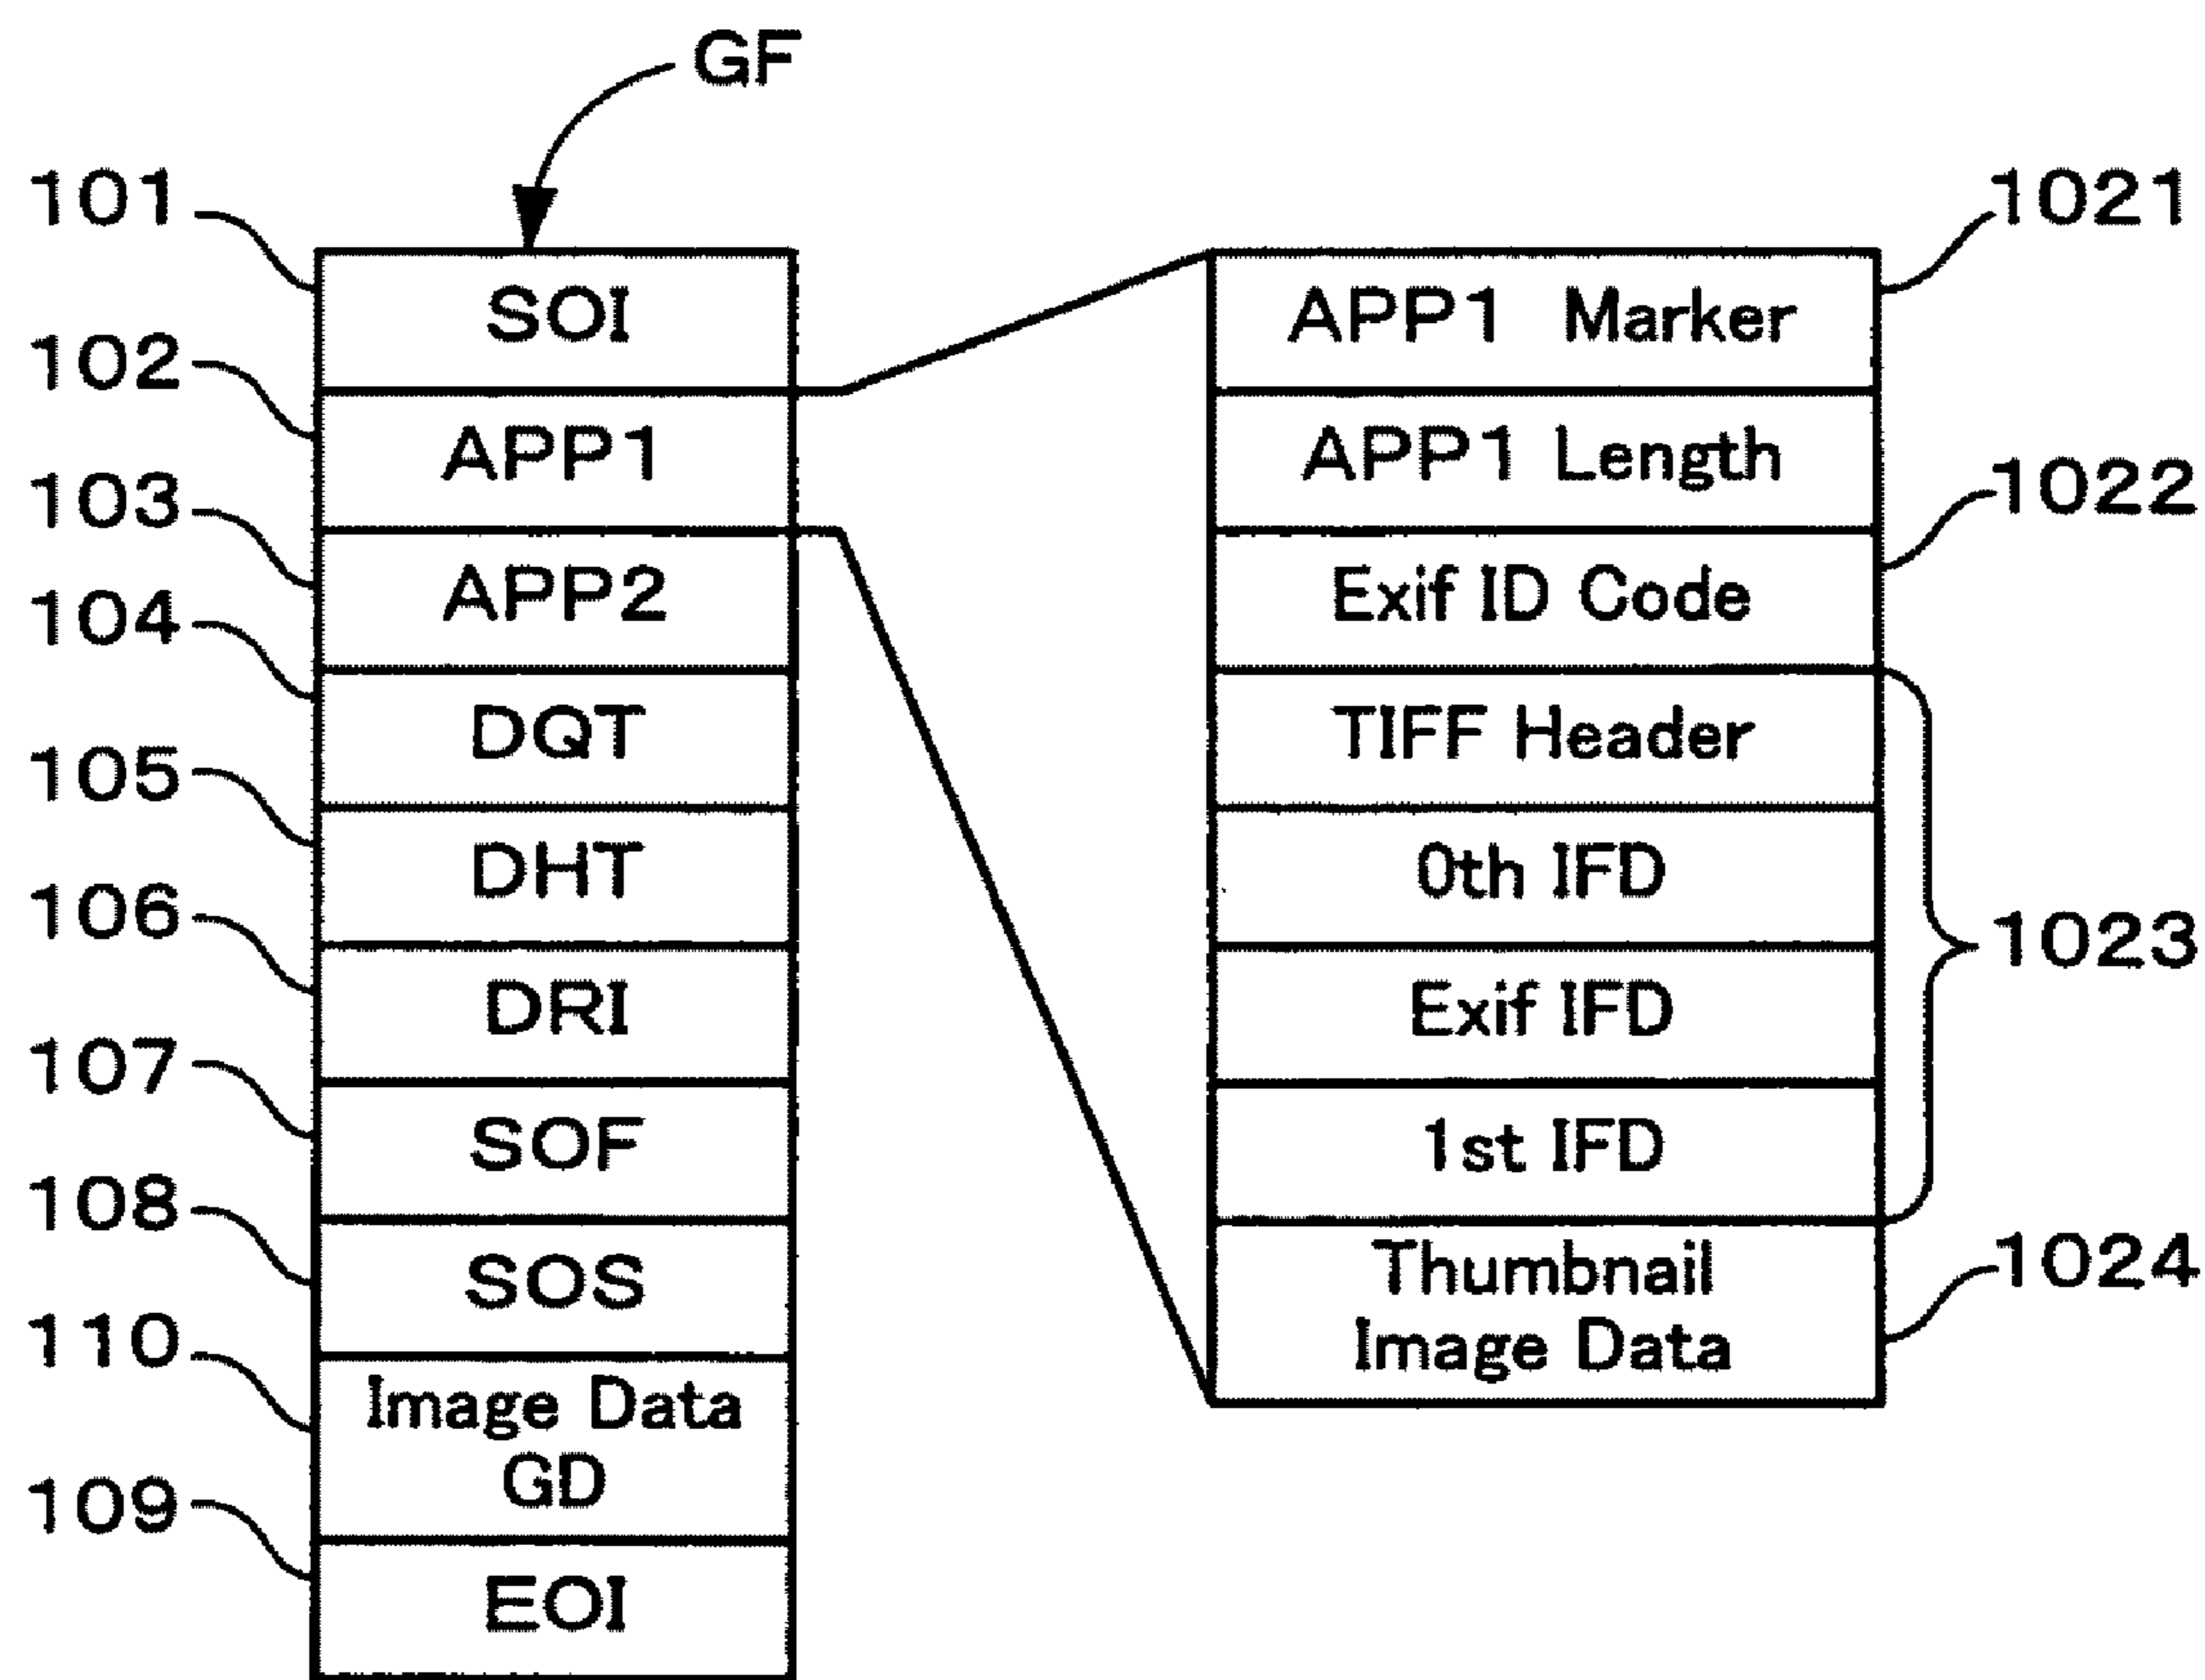 GF
101
SOI
102
APP1
103
APP2
104
DQT
105
DHT
106
DRI
107
SOF
108
SOS
110
Image Data
GD
109
EOI
APP1 Marker
1021
APP1 Length
Exif ID Code
1022
TIFF Header
0th IFD
Exif IFD
1st IFD
1023
Thumbnail
Image Data
1024